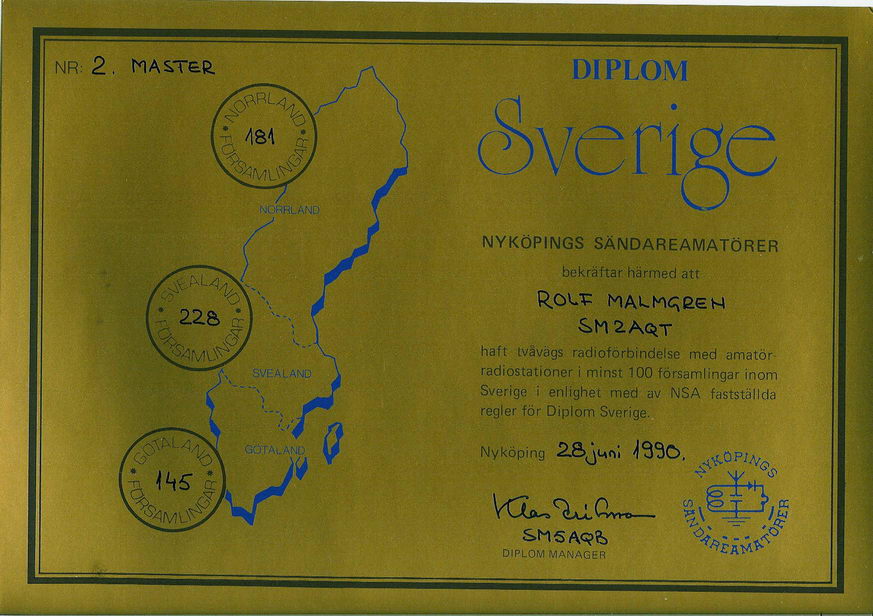 NR: 2. MASTER
NORRLAND
181
FÖRSAMLINGAR
NORRLAND
SVEALAND
228
FÖRSAMLINGAR
SVEALAND
GÖTALAND
GÖTALAND
145
FÖRSAMLINGAR
DIPLOM
Sverige
NYKÖPINGS SÄNDAREAMATÖRER
bekräftar härmed att
ROLF MALMGREN
SM2AQT
haft tvåvägs radioförbindelse med amatör-
radiostationer i minst 100 församlingar inom
Sverige i enlighet med av NSA fastställda
regler för Diplom Sverige.
Nyköping 28 juni 1990.
SM5AQB
DIPLOM MANAGER
NYKÖPINGS
SÄNDAREAMATÖRER